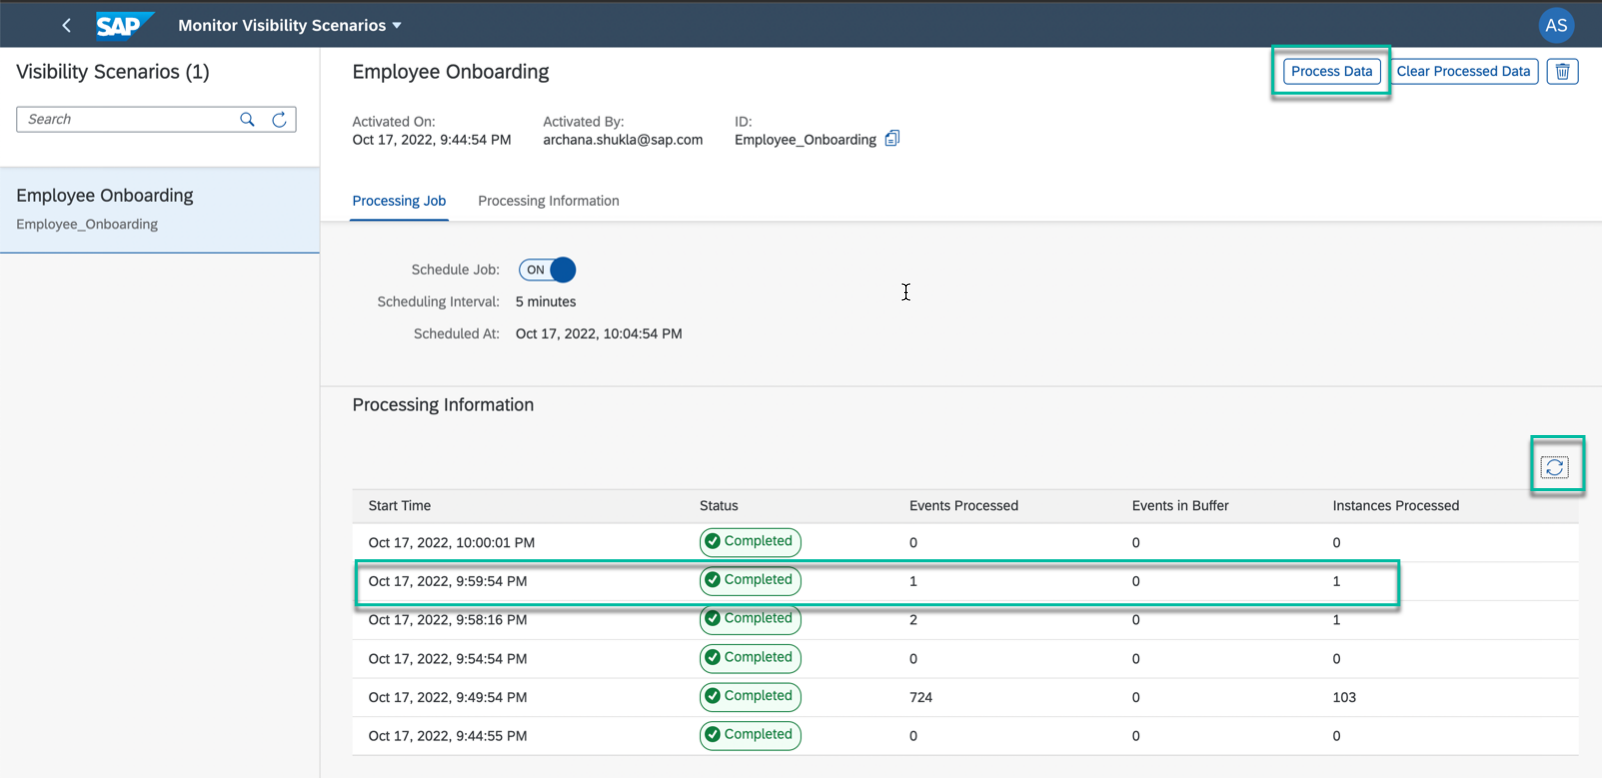 SAP Monitor Visibility Scenarios AS
Visibility Scenarios (1)
Search
Employee Onboarding
Employee_Onboarding
Employee Onboarding
Process Data Clear Processed Data
Activated On: Activated By: ID:
Oct 17, 2022, 9:44:54 PM archana.shukla@sap.com Employee_Onboarding
Processing Job Processing Information
Schedule Job: ON
Scheduling Interval: 5 minutes
Scheduled At: Oct 17, 2022, 10:04:54 PM
Processing Information
Start Time Status Events Processed Events in Buffer Instances Processed
Oct 17, 2022, 10:00:01 PM Completed 0 0 0
Oct 17, 2022, 9:59:54 PM Completed 1 0 1
Oct 17, 2022, 9:58:16 PM Completed 2 0 1
Oct 17, 2022, 9:54:54 PM Completed 0 0 0
Oct 17, 2022, 9:49:54 PM Completed 724 0 103
Oct 17, 2022, 9:44:55 PM Completed 0 0 0